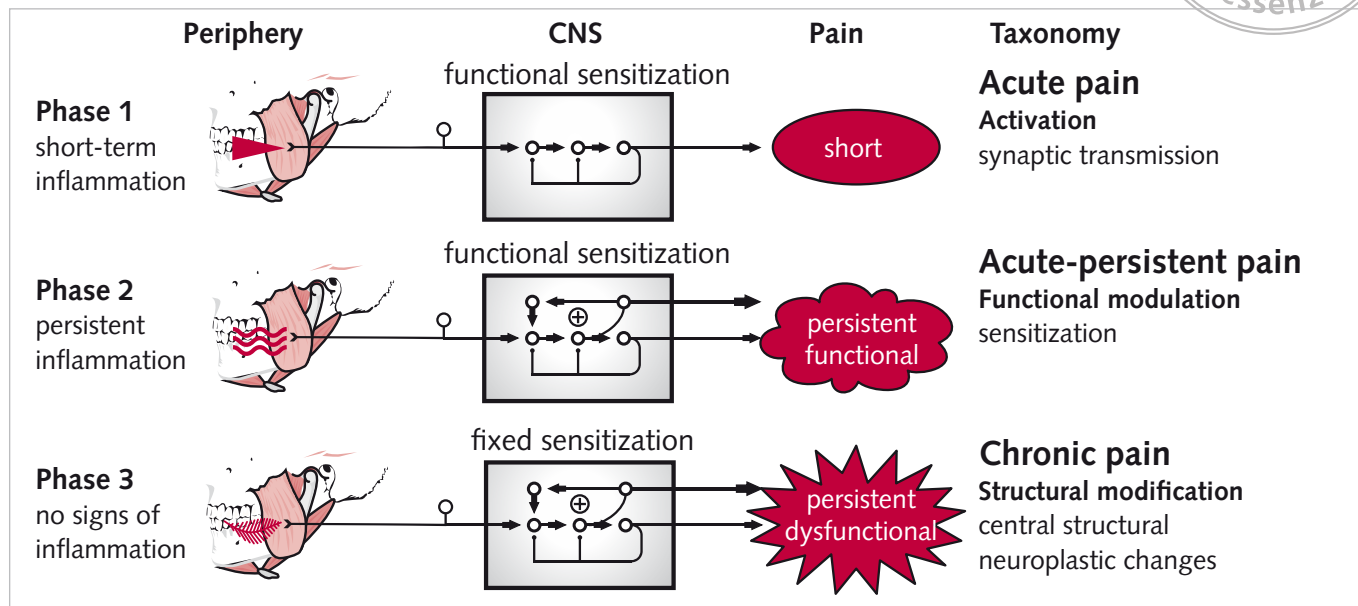 essenz
Periphery CNS Pain Taxonomy
Phase 1
short-term
inflammation
functional sensitization
short
Acute pain
Activation
synaptic transmission
Phase 2
persistent
inflammation
functional sensitization
persistent
functional
Acute-persistent pain
Functional modulation
sensitization
Phase 3
no signs of
inflammation
fixed sensitization
persistent
dysfunctional
Chronic pain
Structural modification
central structural
neuroplastic changes